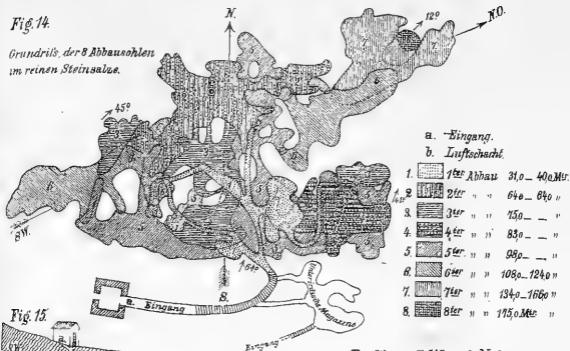 Fig. 14.
Grundriſs, der 8 Abbausohlen
im reinen Steinsalze.
N.
N.O.
12º
45º
S.W.
S.
a. Eingang.
b. Luftschacht.
1. 1ter Abbau 31,0 _ 40,0 Mtr.
2. 2ter " " 64,0 _ 64,0 "
3. 3ter " " 75,0 _ _ "
4. 4ter " " 83,0 _ _ "
5. 5ter " " 98,0 _ _ "
6. 6ter " " 108,0 _ 124,0 "
7. 7ter " " 134,0 _ 166,0 "
8. 8ter " " 175,0 Mtr. "
a. Eingang
Magazine
Eingang
Fig. 15.